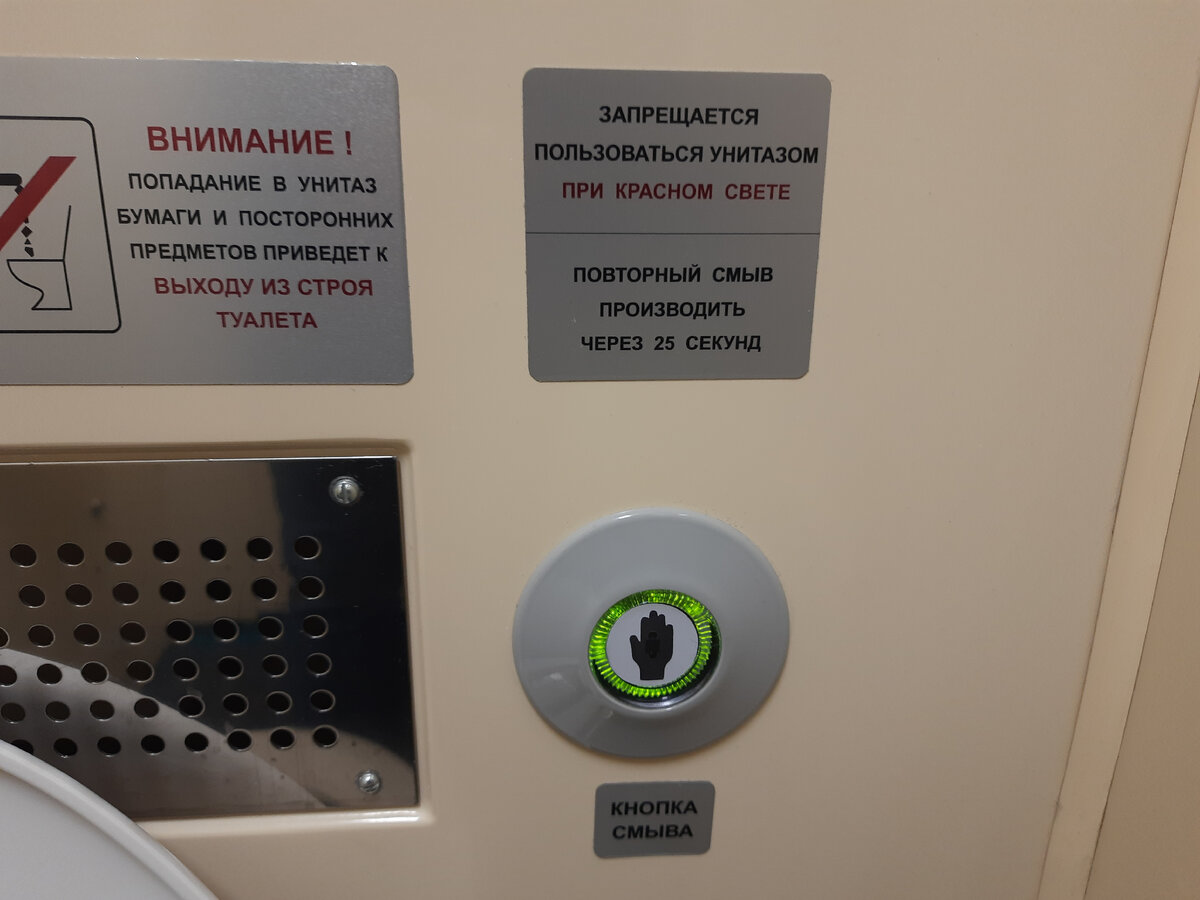 ВНИМАНИЕ !
ПОПАДАНИЕ В УНИТАЗ
БУМАГИ И ПОСТОРОННИХ
ПРЕДМЕТОВ ПРИВЕДЕТ К
ВЫХОДУ ИЗ СТРОЯ
ТУАЛЕТА
ЗАПРЕЩАЕТСЯ
ПОЛЬЗОВАТЬСЯ УНИТАЗОМ
ПРИ КРАСНОМ СВЕТЕ
ПОВТОРНЫЙ СМЫВ
ПРОИЗВОДИТЬ
ЧЕРЕЗ 25 СЕКУНД
КНОПКА
СМЫВА